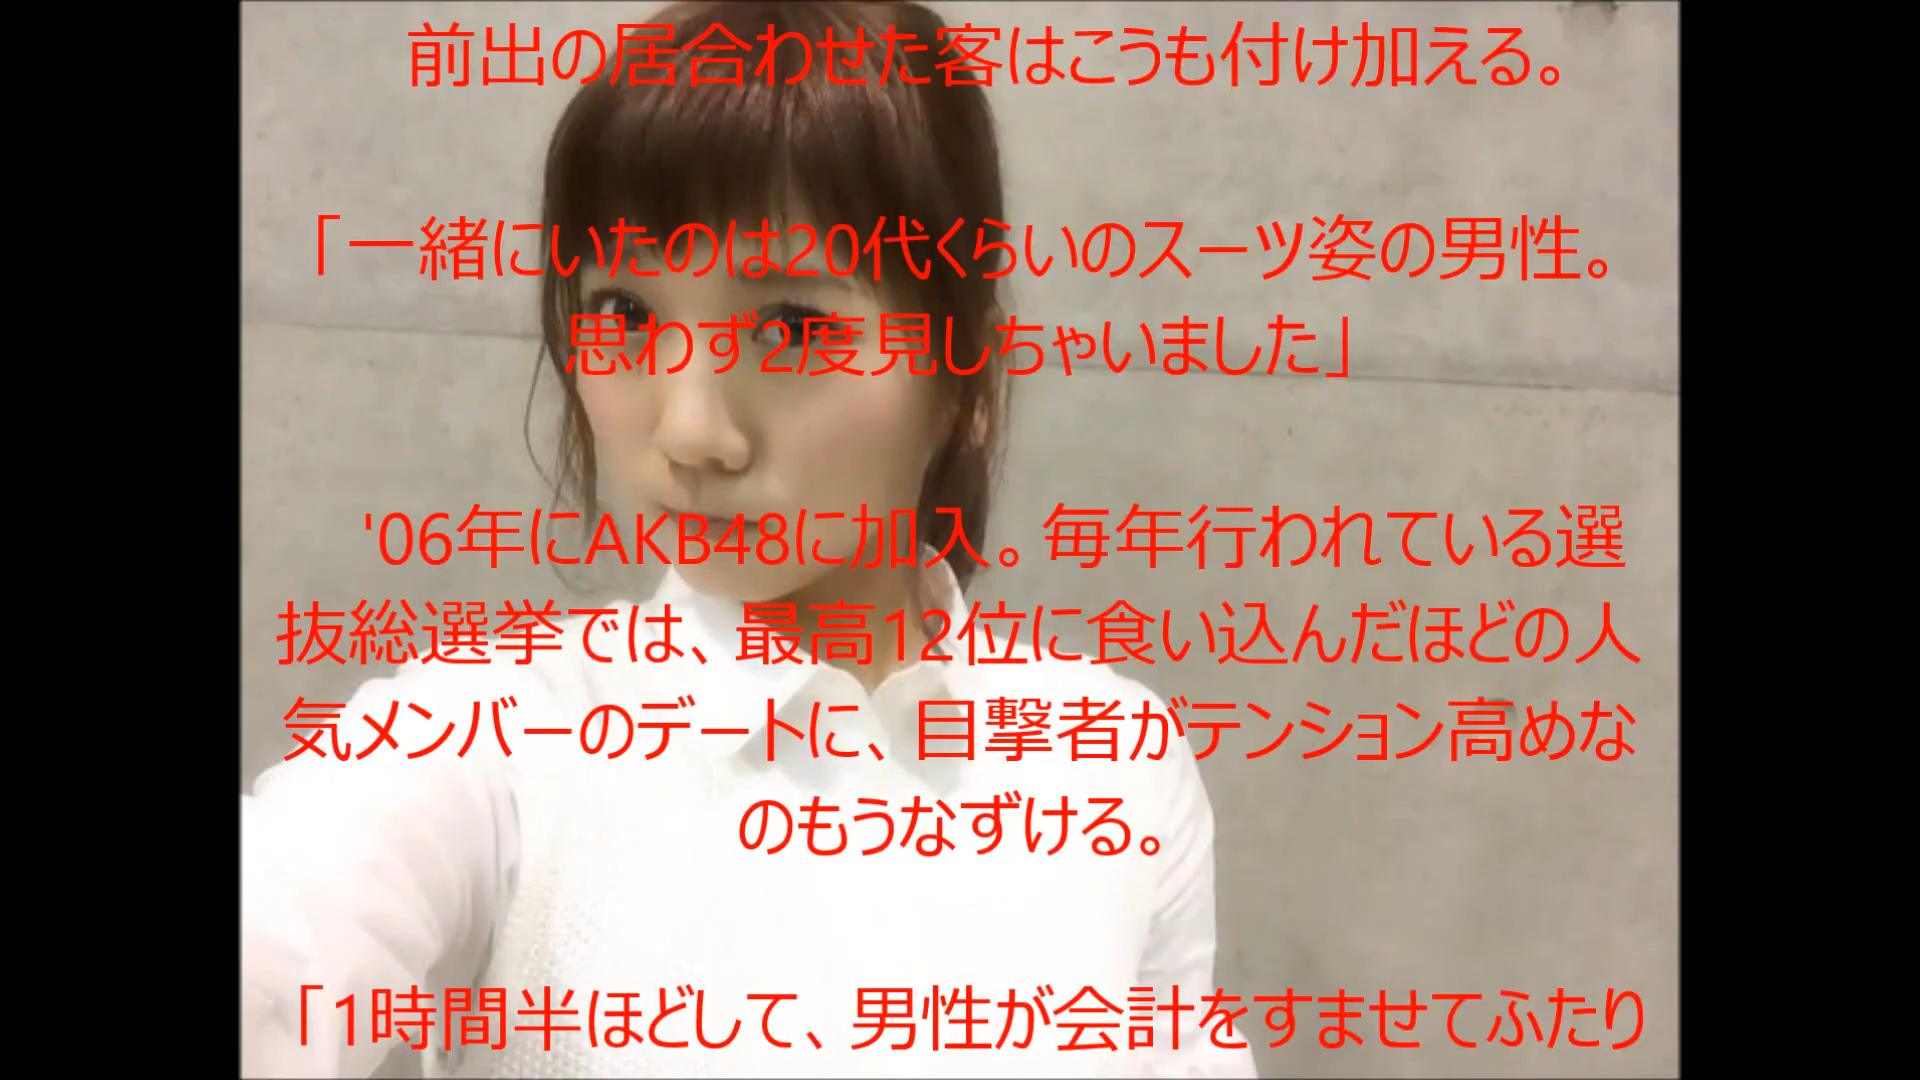 前出の居合わせた客はこうも付け加える。
「一緒にいたのは20代くらいのスーツ姿の男性。
思わず2度見しちゃいました」
'06年にAKB48に加入。毎年行われている選
抜総選挙では、最高12位に食い込んだほどの人
気メンバーのデートに、目撃者がテンション高めな
のもうなずける。
「1時間半ほどして、男性が会計をすませてふたり